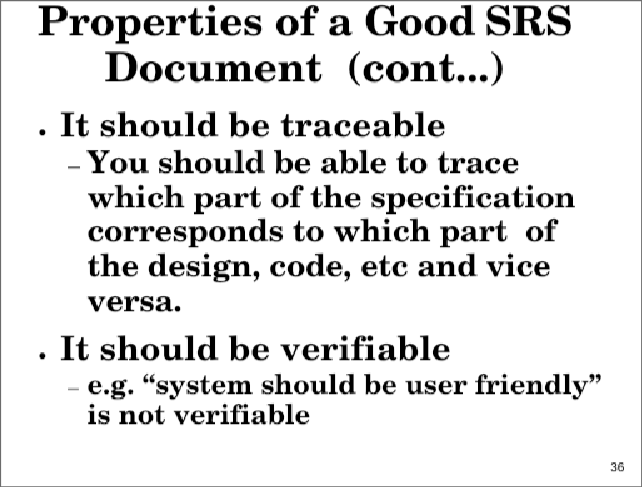 Properties of a Good SRS
Document (cont...)
• It should be traceable
– You should be able to trace
which part of the specification
corresponds to which part of
the design, code, etc and vice
versa.
• It should be verifiable
– e.g. “system should be user friendly”
is not verifiable
36